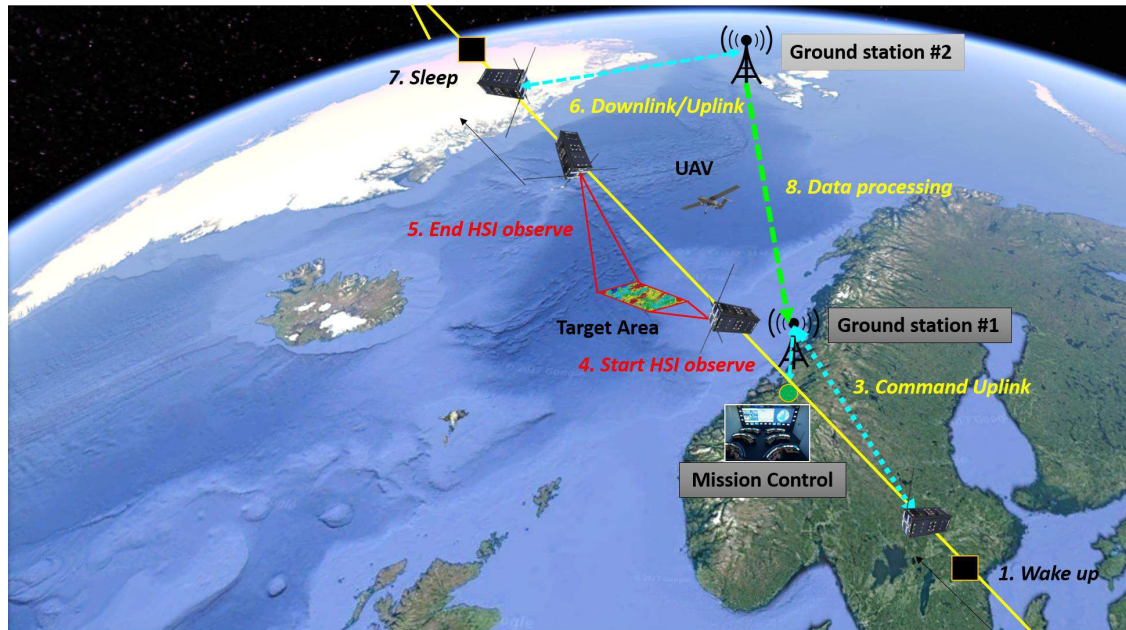 Ground station #2
7. Sleep
6. Downlink/Uplink
UAV
8. Data processing
5. End HSI observe
Target Area
Ground station #1
4. Start HSI observe
3. Command Uplink
Mission Control
1. Wake up